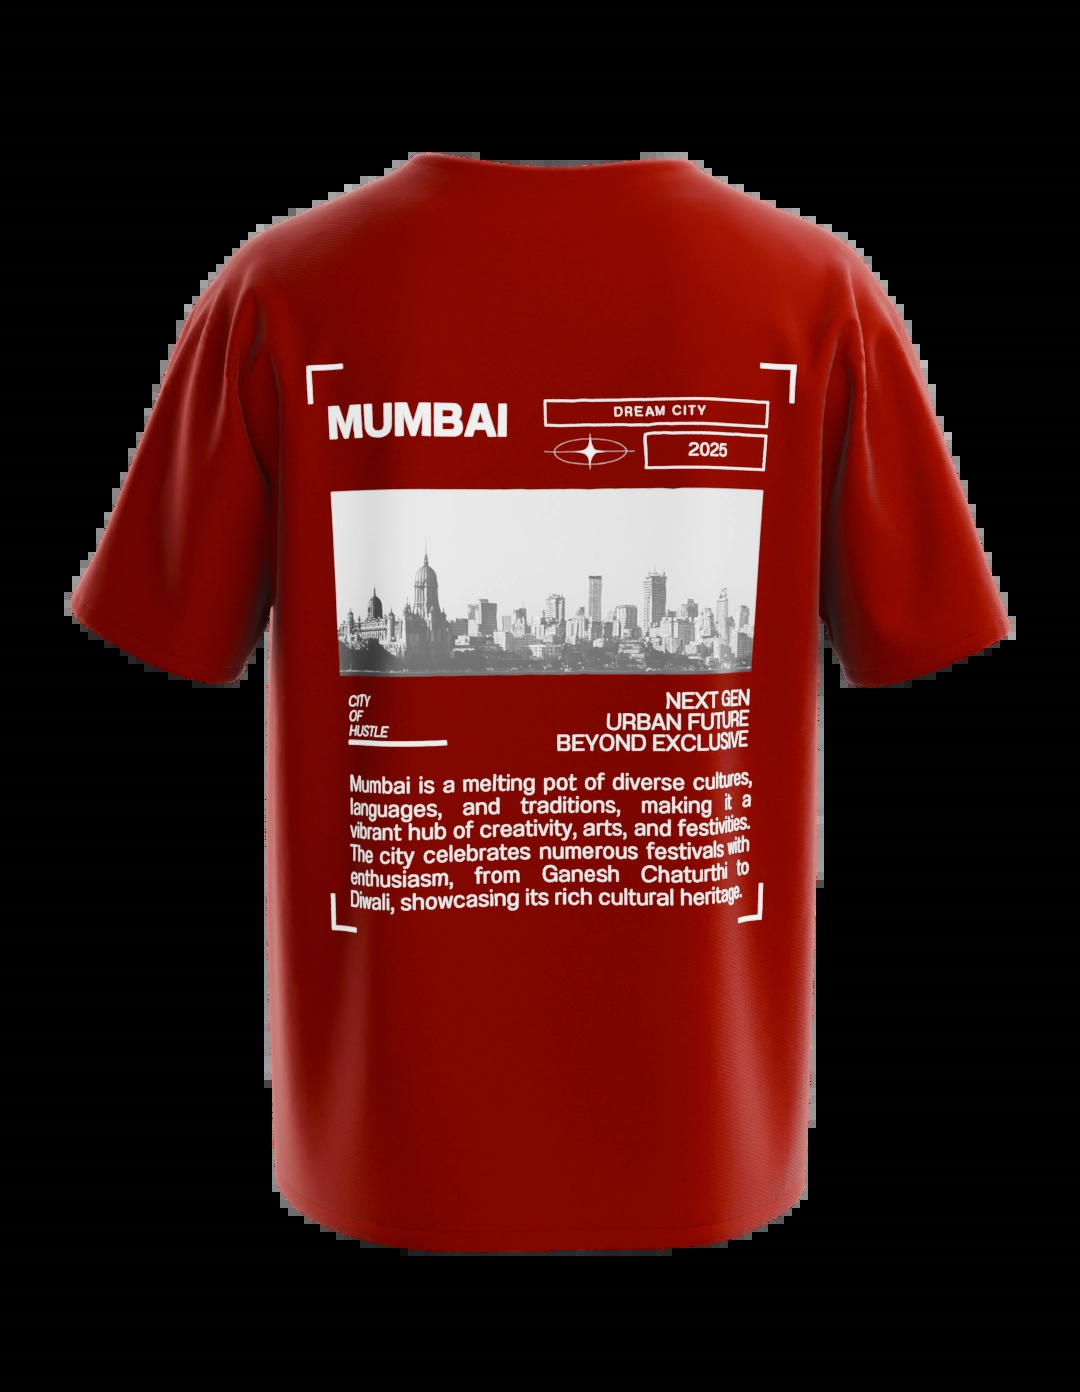 MUMBAI
DREAM CITY
2025
CITY
OF
HUSTLE
NEXT GEN
URBAN FUTURE
BEYOND EXCLUSIVE
Mumbai is a melting pot of diverse cultures,
languages, and traditions, making it a
vibrant hub of creativity, arts, and festivities.
The city celebrates numerous festivals with
enthusiasm, from Ganesh Chaturthi to
Diwali, showcasing its rich cultural heritage.